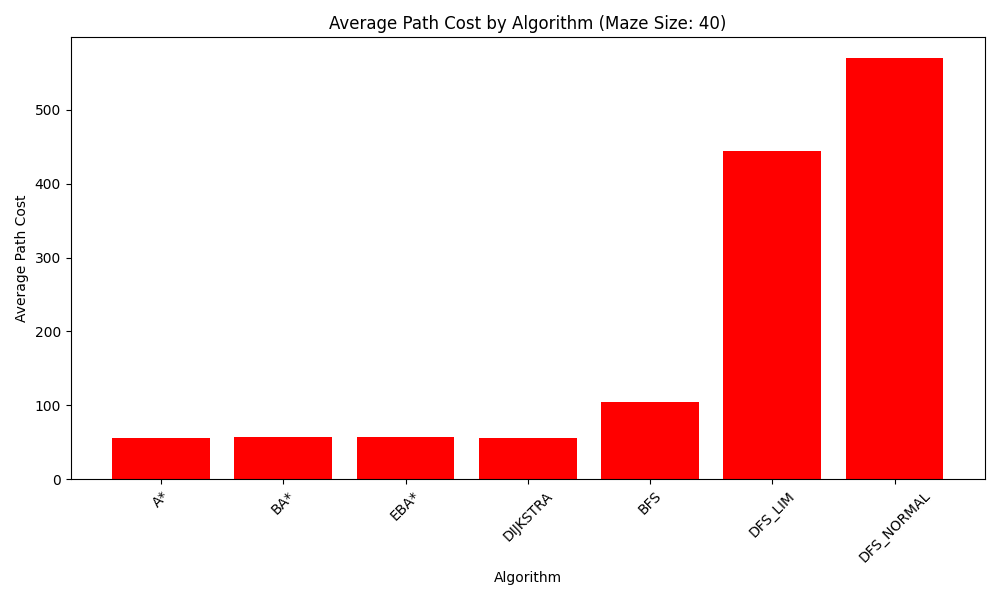 Average Path Cost by Algorithm (Maze Size: 40)
Average Path Cost
500
400
300
200
100
0
A*
BA*
EBA*
DIJKSTRA
BFS
DFS_LIM
DFS_NORMAL
Algorithm